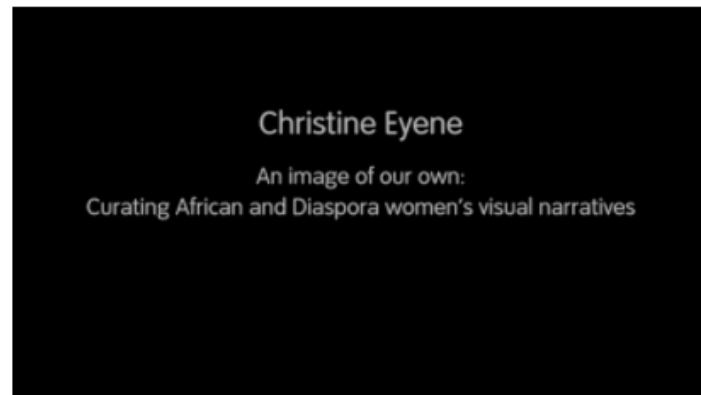 Christine Eyene
An image of our own:
Curating African and Diaspora women's visual narratives